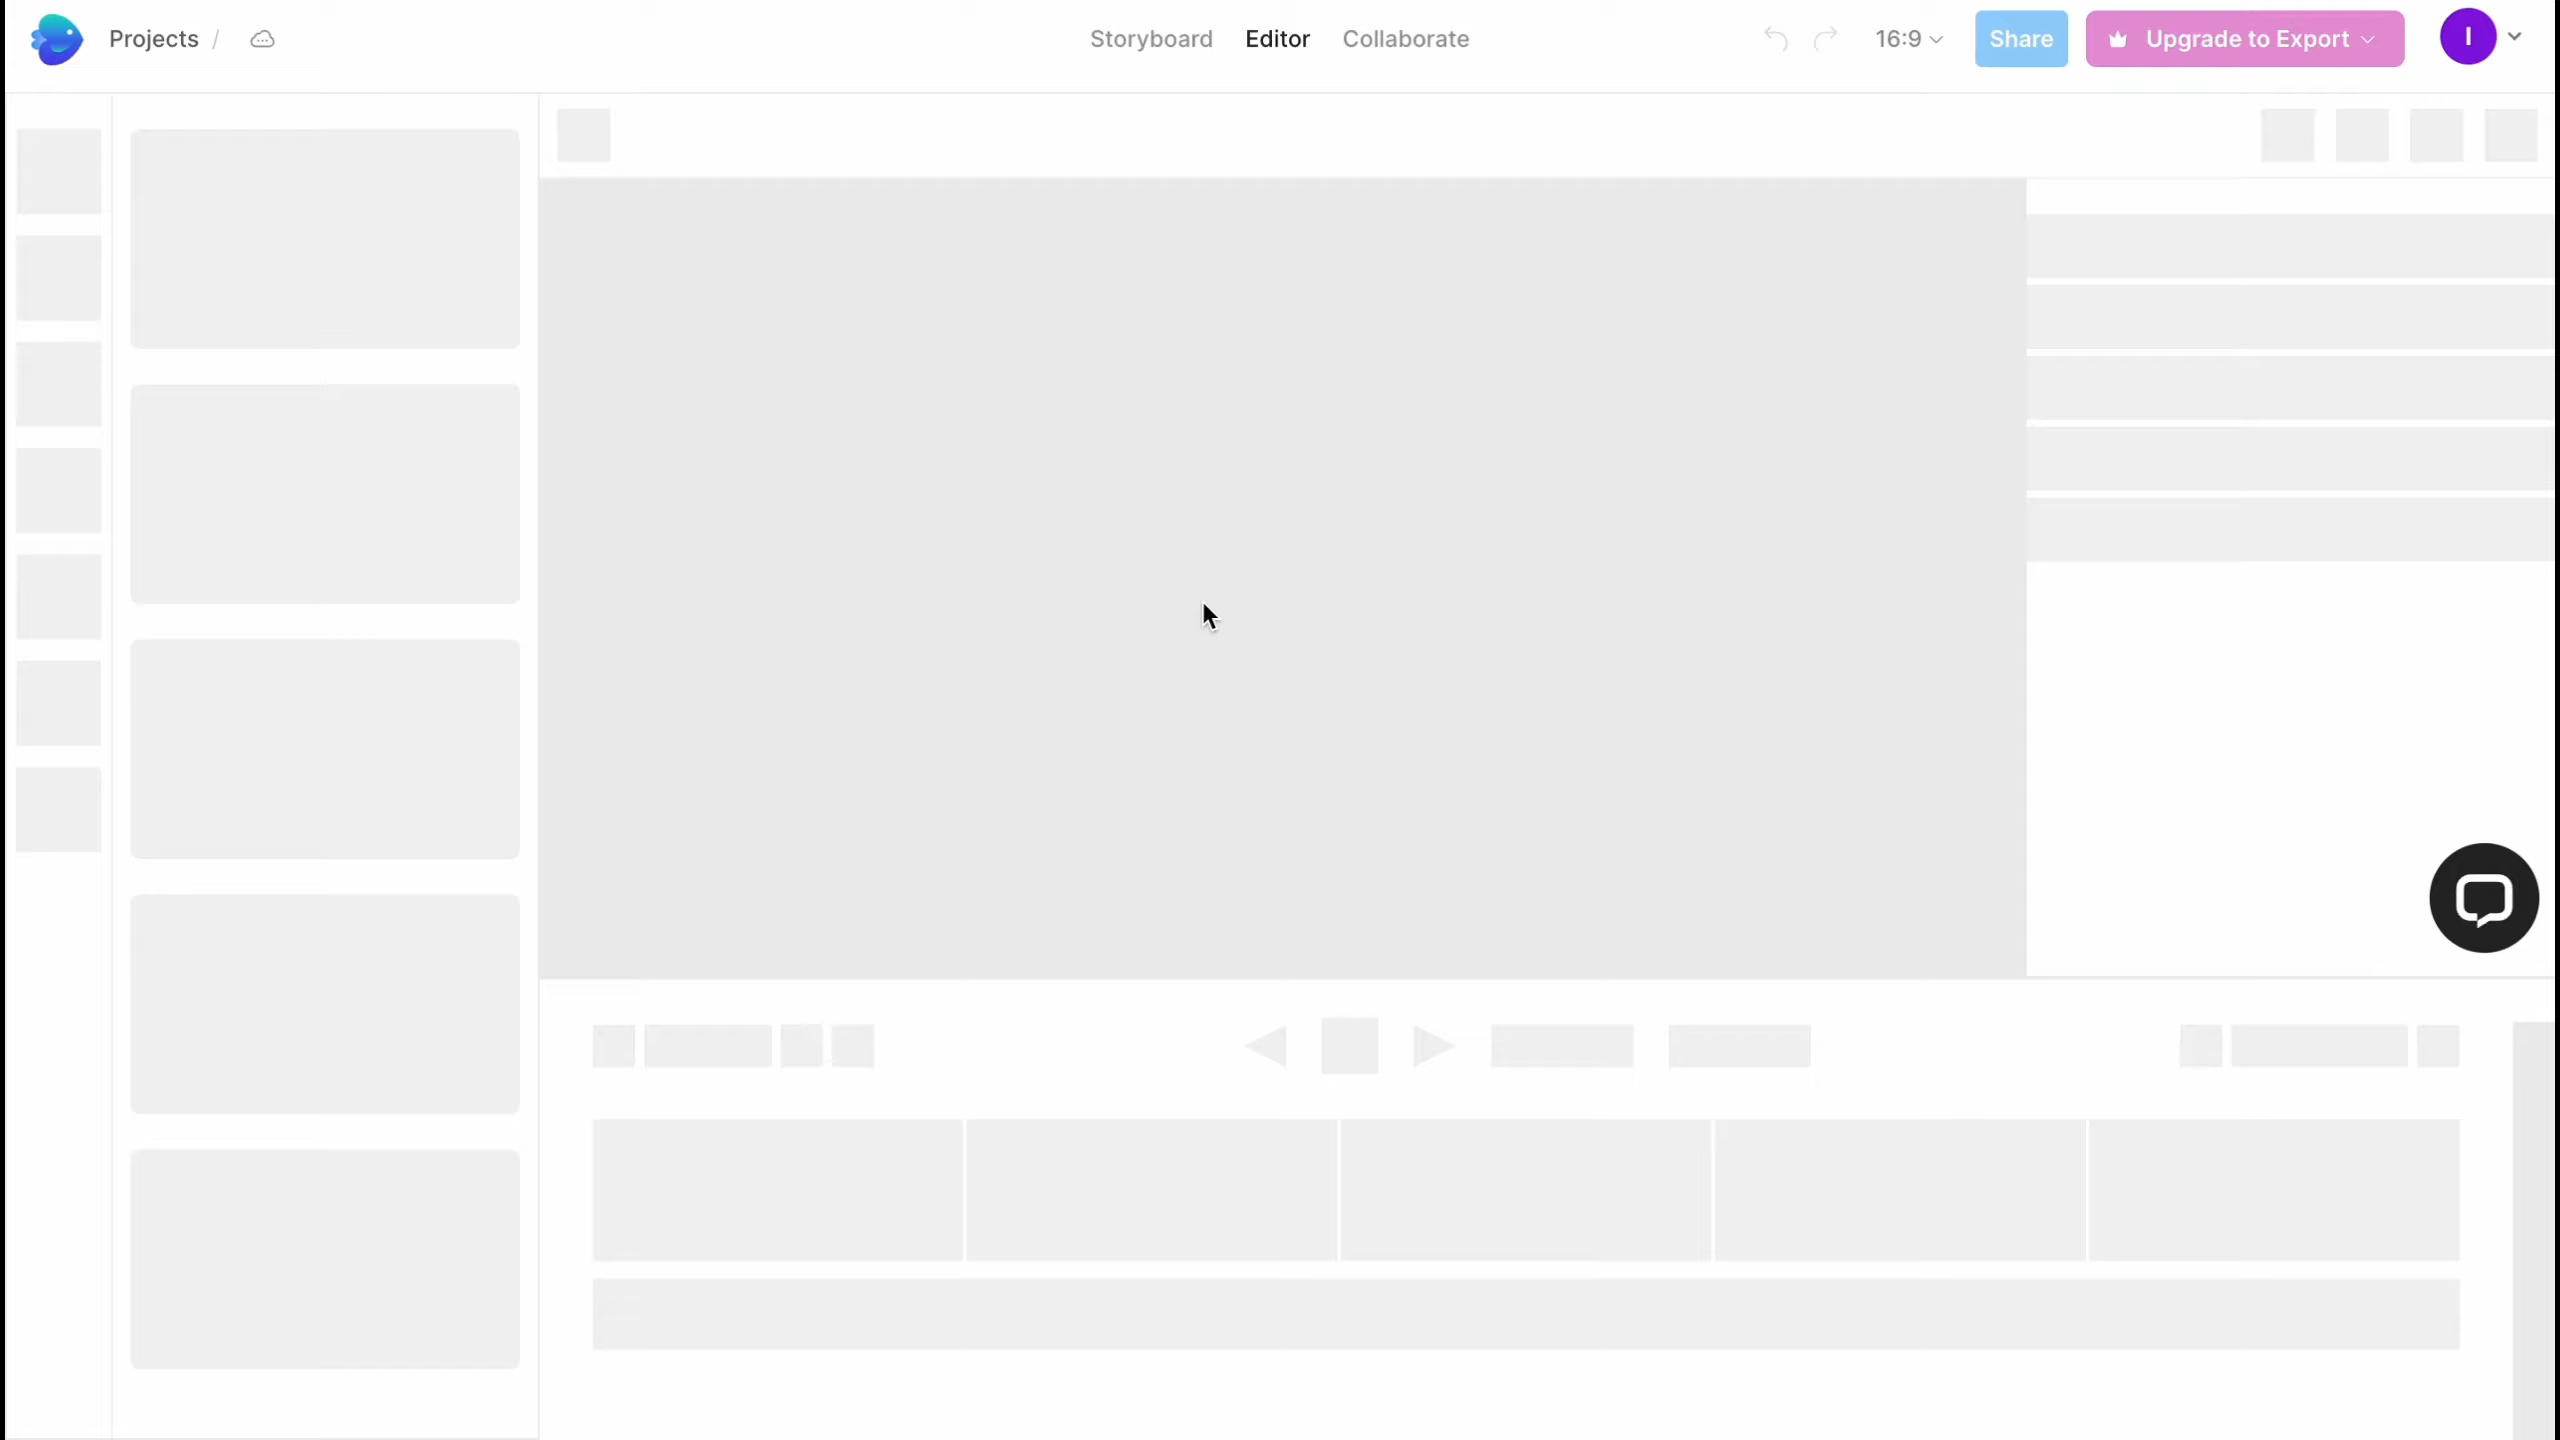 Projects /
Storyboard Editor Collaborate
16:9
Share
Upgrade to Export
I